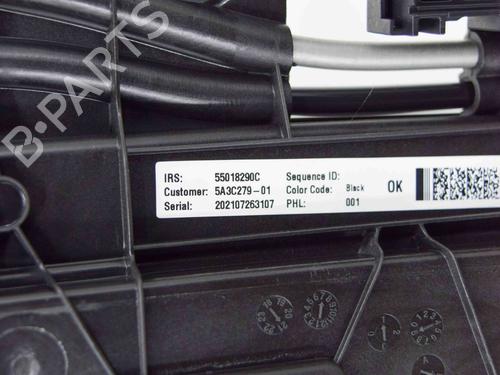 B-PARTS
IRS: 55018290C Sequence ID:
Customer: 5A3C279-01 Color Code: Black OK
Serial: 202107263107 PHL: 001